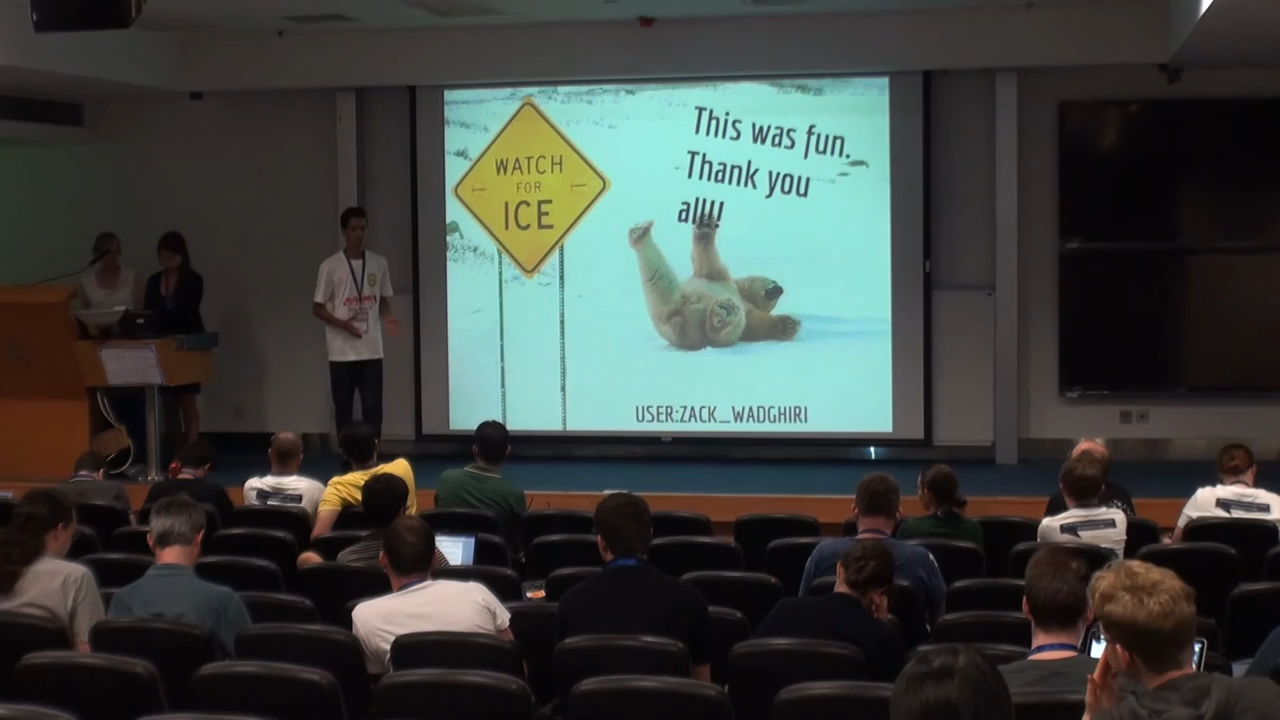 WATCH
FOR
ICE
This was fun.
Thank you
all!!
USER:ZACK_WADGHIRI